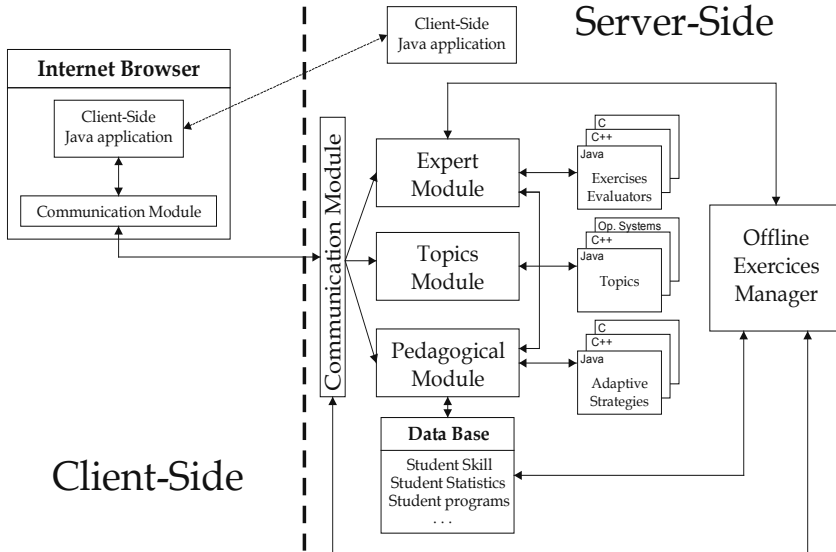 Server-Side
Client-Side
Java application
Internet Browser
Client-Side
Java application
Communication Module
Communication Module
Expert
Module
C
C++
Java
Exercises
Evaluators
Topics
Module
Op. Systems
C++
Java
Topics
Offline
Exercices
Manager
Pedagogical
Module
C
C++
Java
Adaptive
Strategies
Data Base
Student Skill
Student Statistics
Student programs
. . .
Client-Side